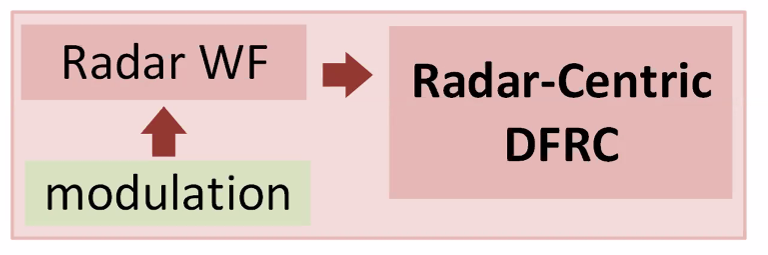 Radar WF
modulation
Radar-Centric
DFRC